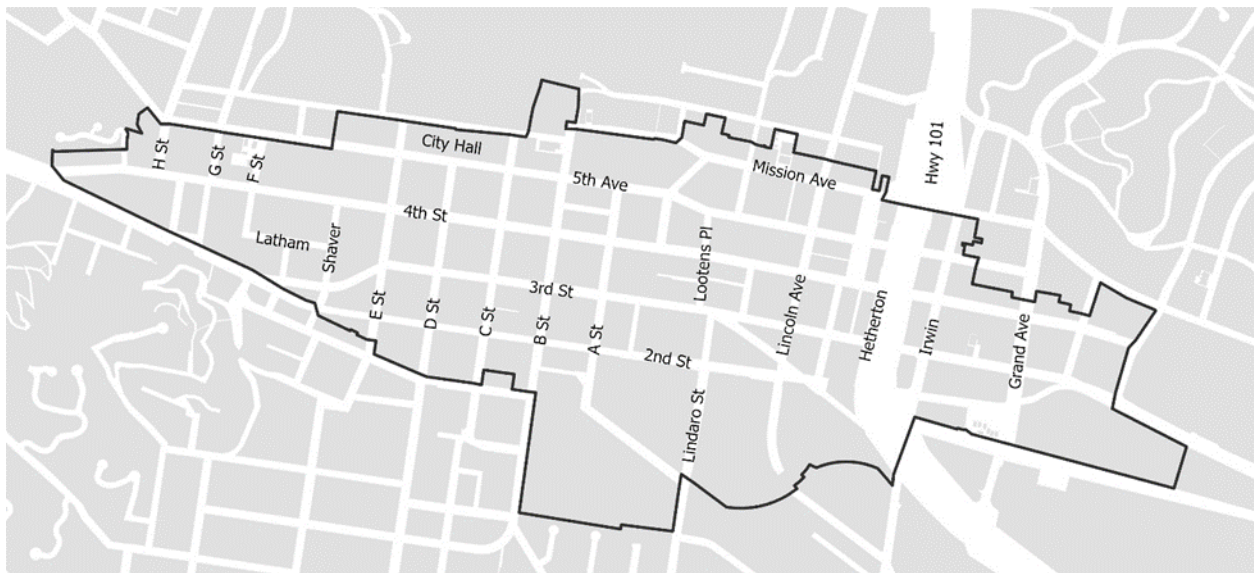 City Hall
H St
G St
F St
5th Ave
Mission Ave
Hwy 101
4th St
Latham
Shaver
Lootens Pl
3rd St
E St
D St
C St
B St
A St
2nd St
Lincoln Ave
Hetherton
Irwin
Grand Ave
Lindaro St